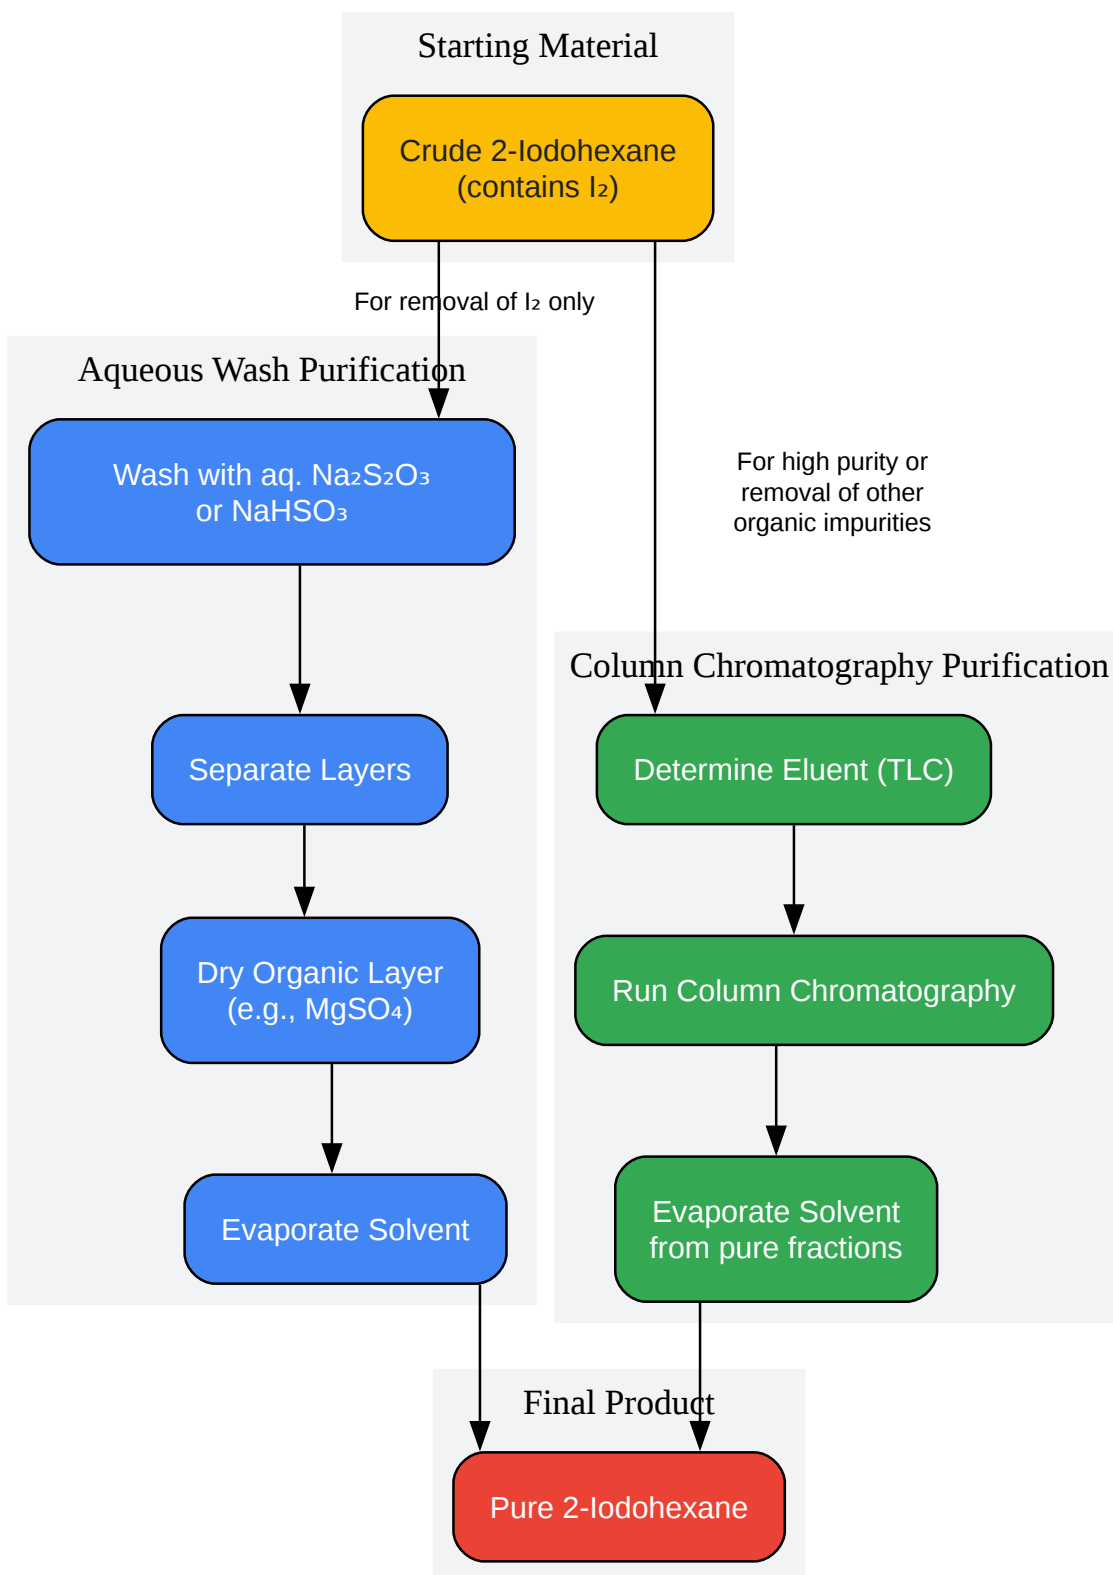 Starting Material
Crude 2-Iodohexane
(contains I₂)
For removal of I₂ only
Aqueous Wash Purification
Wash with aq. Na₂S₂O₃
or NaHSO₃
For high purity or
removal of other
organic impurities
Separate Layers
Dry Organic Layer
(e.g., MgSO₄)
Evaporate Solvent
Column Chromatography Purification
Determine Eluent (TLC)
Run Column Chromatography
Evaporate Solvent
from pure fractions
Final Product
Pure 2-Iodohexane